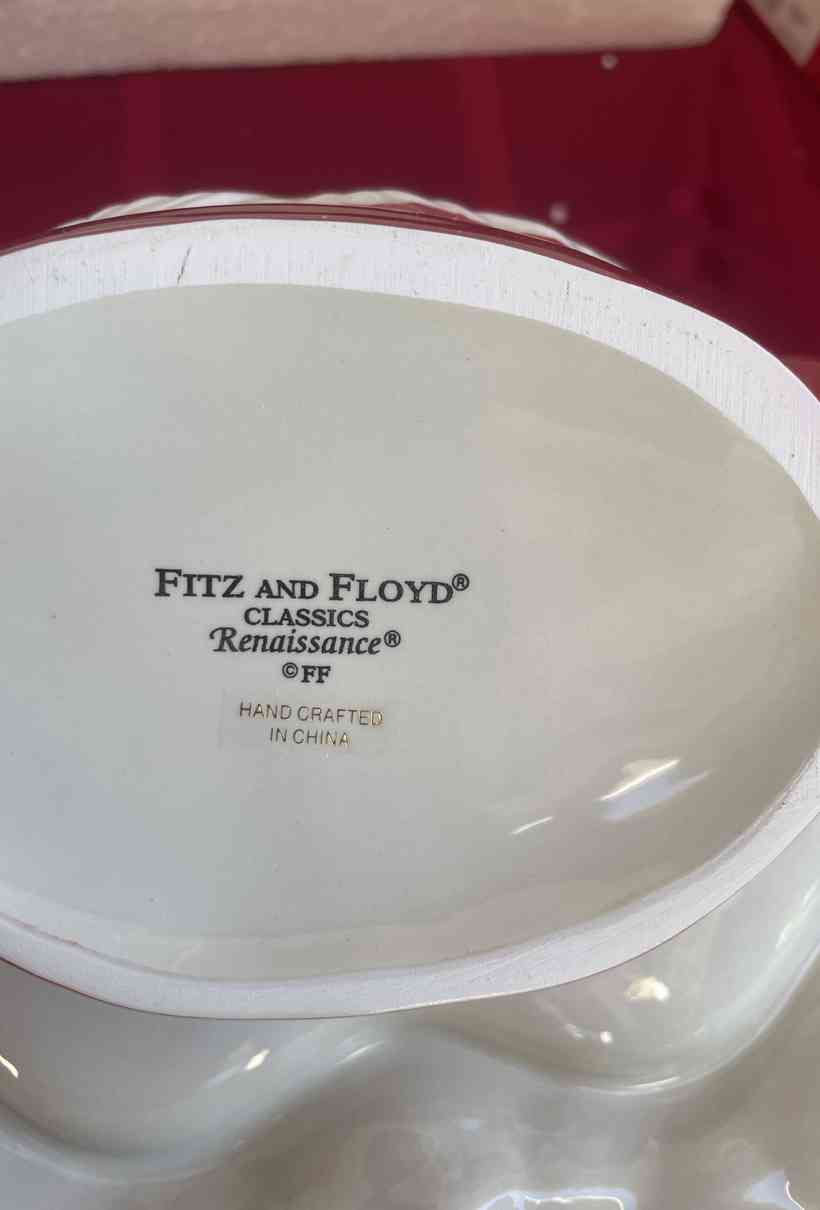 FITZ AND FLOYD®
CLASSICS
Renaissance®
©FF
HAND CRAFTED
IN CHINA